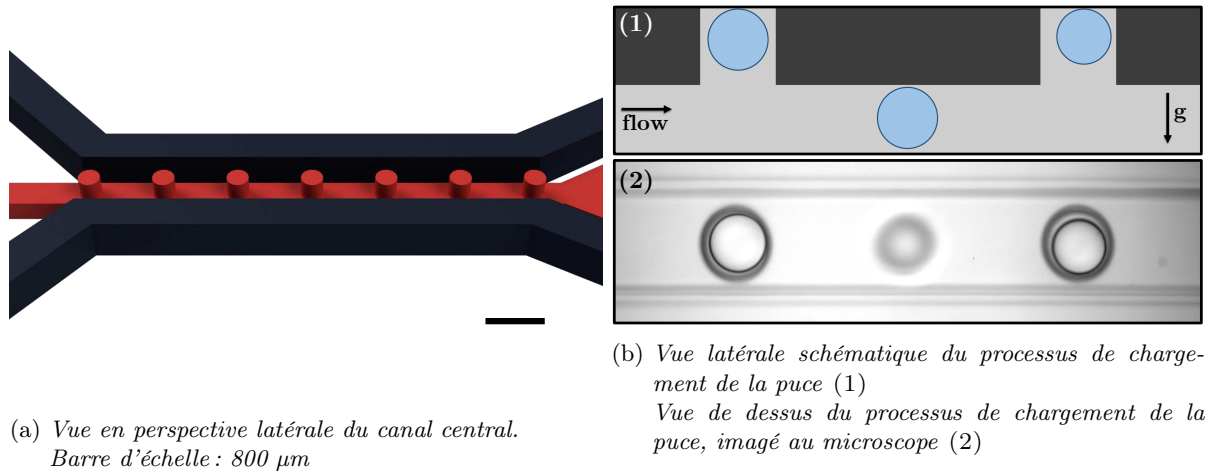 (1)
flow
g
(2)
(a) Vue en perspective latérale du canal central.
Barre d'échelle : 800 µm
(b) Vue latérale schématique du processus de charge-
ment de la puce (1)
Vue de dessus du processus de chargement de la
puce, imagé au microscope (2)